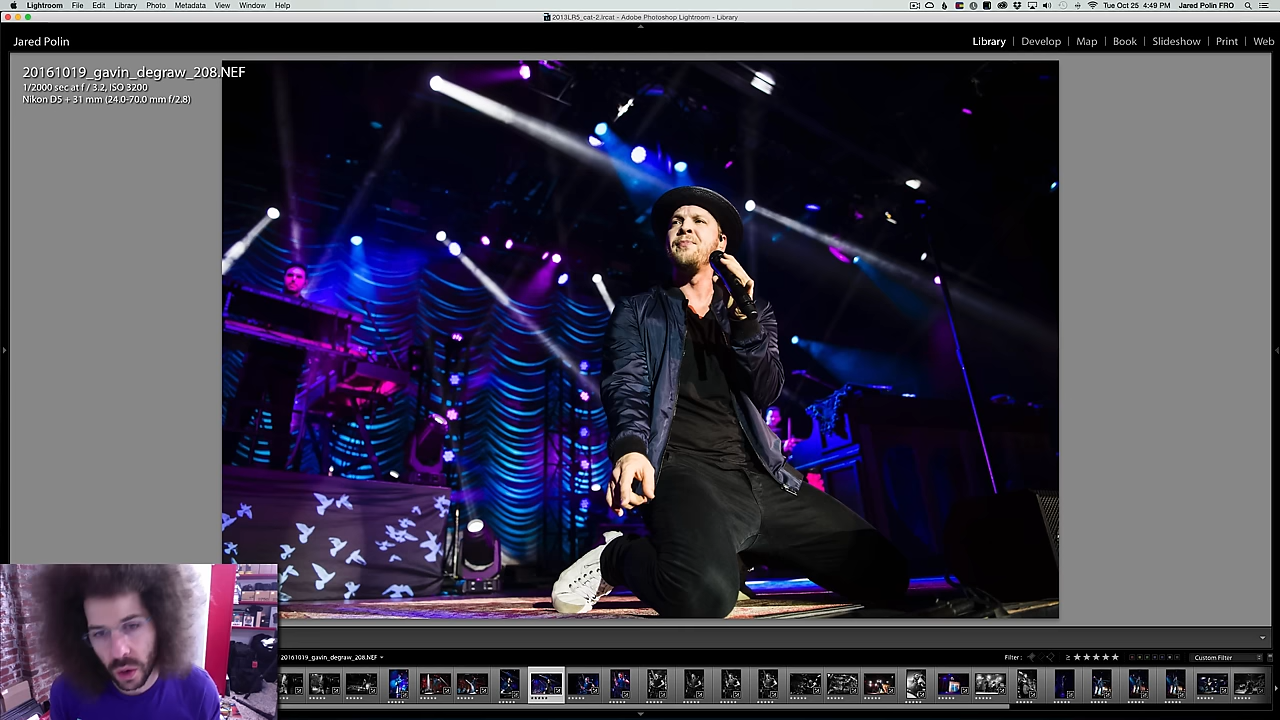 Lightroom File Edit Library Photo Metadata Settings View Window Help
Tue Oct 25 4:49 PM Jared Polin FRO
2013LR5_cat-2.lrcat - Adobe Photoshop Lightroom - Library
Jared Polin
Library | Develop | Map | Book | Slideshow | Print | Web
20161019_gavin_degraw_208.NEF
1/2000 sec at f / 3.2, ISO 3200
Nikon D5 + 31 mm (24.0-70.0 mm f/2.8)
20161019_gavin_degraw_208.NEF
Filter :
Custom Filter